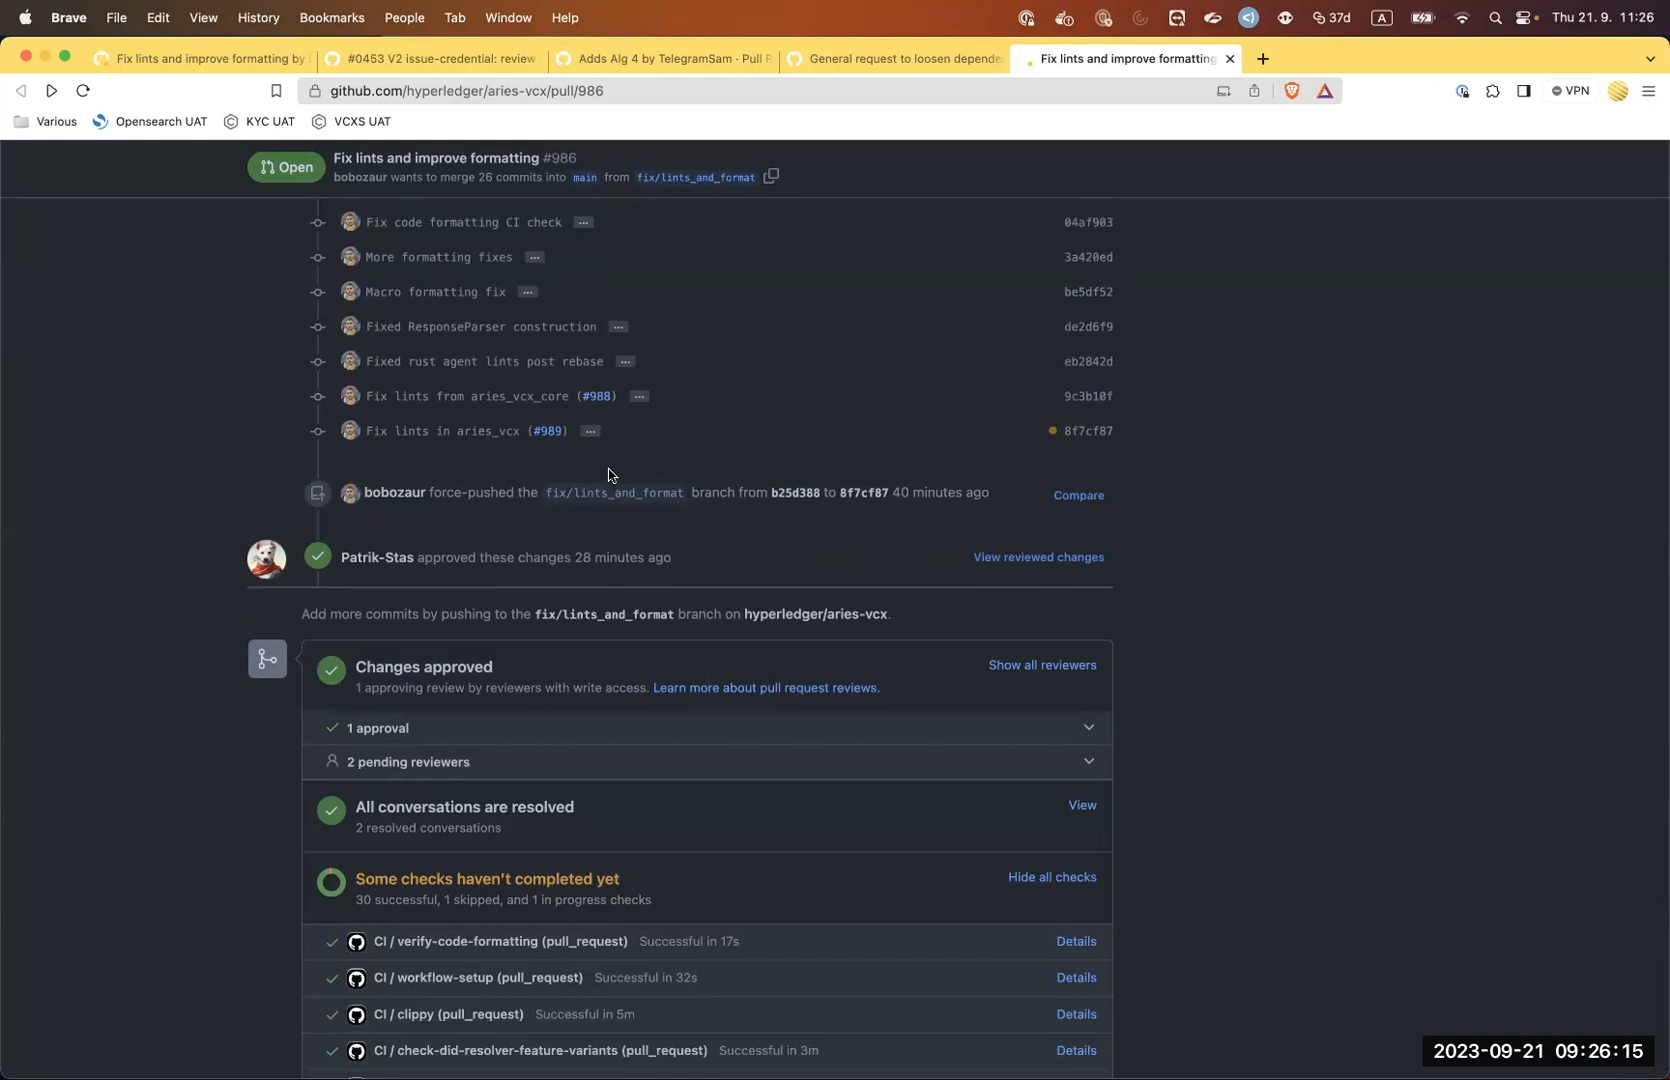 Brave File Edit View History Bookmarks People Tab Window Help 37d A Thu 21. 9. 11:26
Fix lints and improve formatting by #0453 V2 issue-credential: review Adds Alg 4 by TelegramSam · Pull R General request to loosen depende Fix lints and improve formatting
github.com/hyperledger/aries-vcx/pull/986 VPN
Various Opensearch UAT KYC UAT VCXS UAT
Open
Fix lints and improve formatting #986
bobozaur wants to merge 26 commits into main from fix/lints_and_format
Fix code formatting CI check ... 04af903
More formatting fixes ... 3a420ed
Macro formatting fix ... be5df52
Fixed ResponseParser construction ... de2d6f9
Fixed rust agent lints post rebase ... eb2842d
Fix lints from aries_vcx_core (#988) ... 9c3b10f
Fix lints in aries_vcx (#989) ... 8f7cf87
bobozaur force-pushed the fix/lints_and_format branch from b25d388 to 8f7cf87 40 minutes ago Compare
Patrik-Stas approved these changes 28 minutes ago View reviewed changes
Add more commits by pushing to the fix/lints_and_format branch on hyperledger/aries-vcx.
Changes approved Show all reviewers
1 approving review by reviewers with write access. Learn more about pull request reviews.
1 approval
2 pending reviewers
All conversations are resolved View
2 resolved conversations
Some checks haven't completed yet Hide all checks
30 successful, 1 skipped, and 1 in progress checks
CI / verify-code-formatting (pull_request) Successful in 17s Details
CI / workflow-setup (pull_request) Successful in 32s Details
CI / clippy (pull_request) Successful in 5m Details
CI / check-did-resolver-feature-variants (pull_request) Successful in 3m Details
2023-09-21 09:26:15